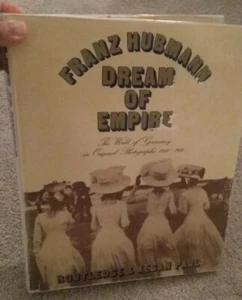 FRANZ HUBMANN
DREAM
OF
EMPIRE
The World of Germany
in Original Photographs
ROUTLEDGE & KEGAN PAUL